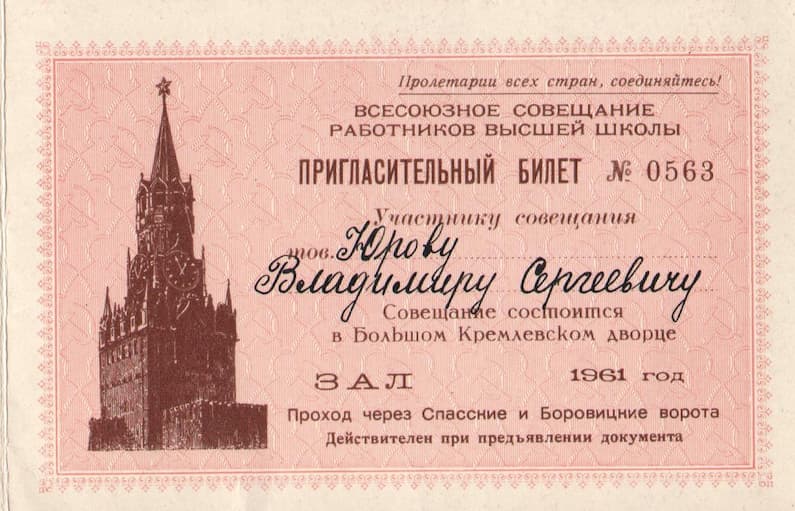 Пролетарии всех стран, соединяйтесь!
ВСЕСОЮЗНОЕ СОВЕЩАНИЕ
РАБОТНИКОВ ВЫСШЕЙ ШКОЛЫ
ПРИГЛАСИТЕЛЬНЫЙ БИЛЕТ № 0563
Участнику совещания
тов. Юрову
Владимиру Сергеевичу
Совещание состоится
в Большом Кремлевском дворце
ЗАЛ 1961 год
Проход через Спасские и Боровицкие ворота
Действителен при предъявлении документа